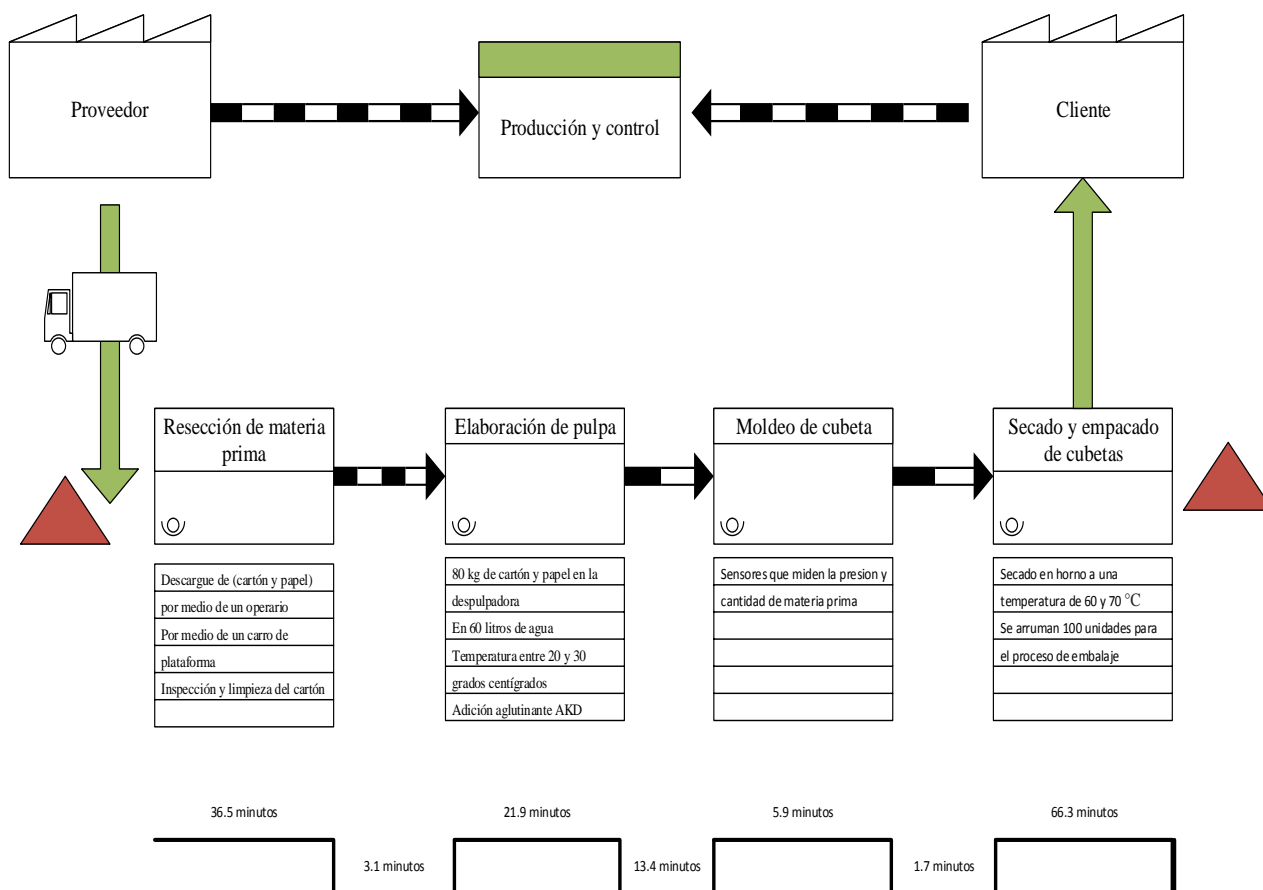 Proveedor
Producción y control
Cliente
Resección de materia
prima
Elaboración de pulpa
Moldeo de cubeta
Secado y empacado
de cubetas
Descargue de (cartón y papel)
por medio de un operario
Por medio de un carro de
plataforma
Inspección y limpieza del cartón
80 kg de cartón y papel en la
despulpadora
En 60 litros de agua
Temperatura entre 20 y 30
grados centígrados
Adición aglutinante AKD
Sensores que miden la presion y
cantidad de materia prima
Secado en horno a una
temperatura de 60 y 70 °C
Se arruman 100 unidades para
el proceso de embalaje
36.5 minutos
3.1 minutos
21.9 minutos
13.4 minutos
5.9 minutos
1.7 minutos
66.3 minutos